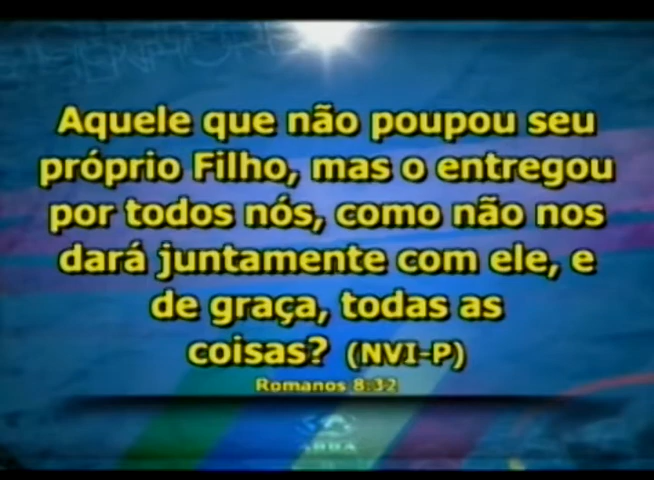 Aquele que não poupou seu
próprio Filho, mas o entregou
por todos nós, como não nos
dará juntamente com ele, e
de graça, todas as
coisas? (NVI-P)
Romanos 8:32